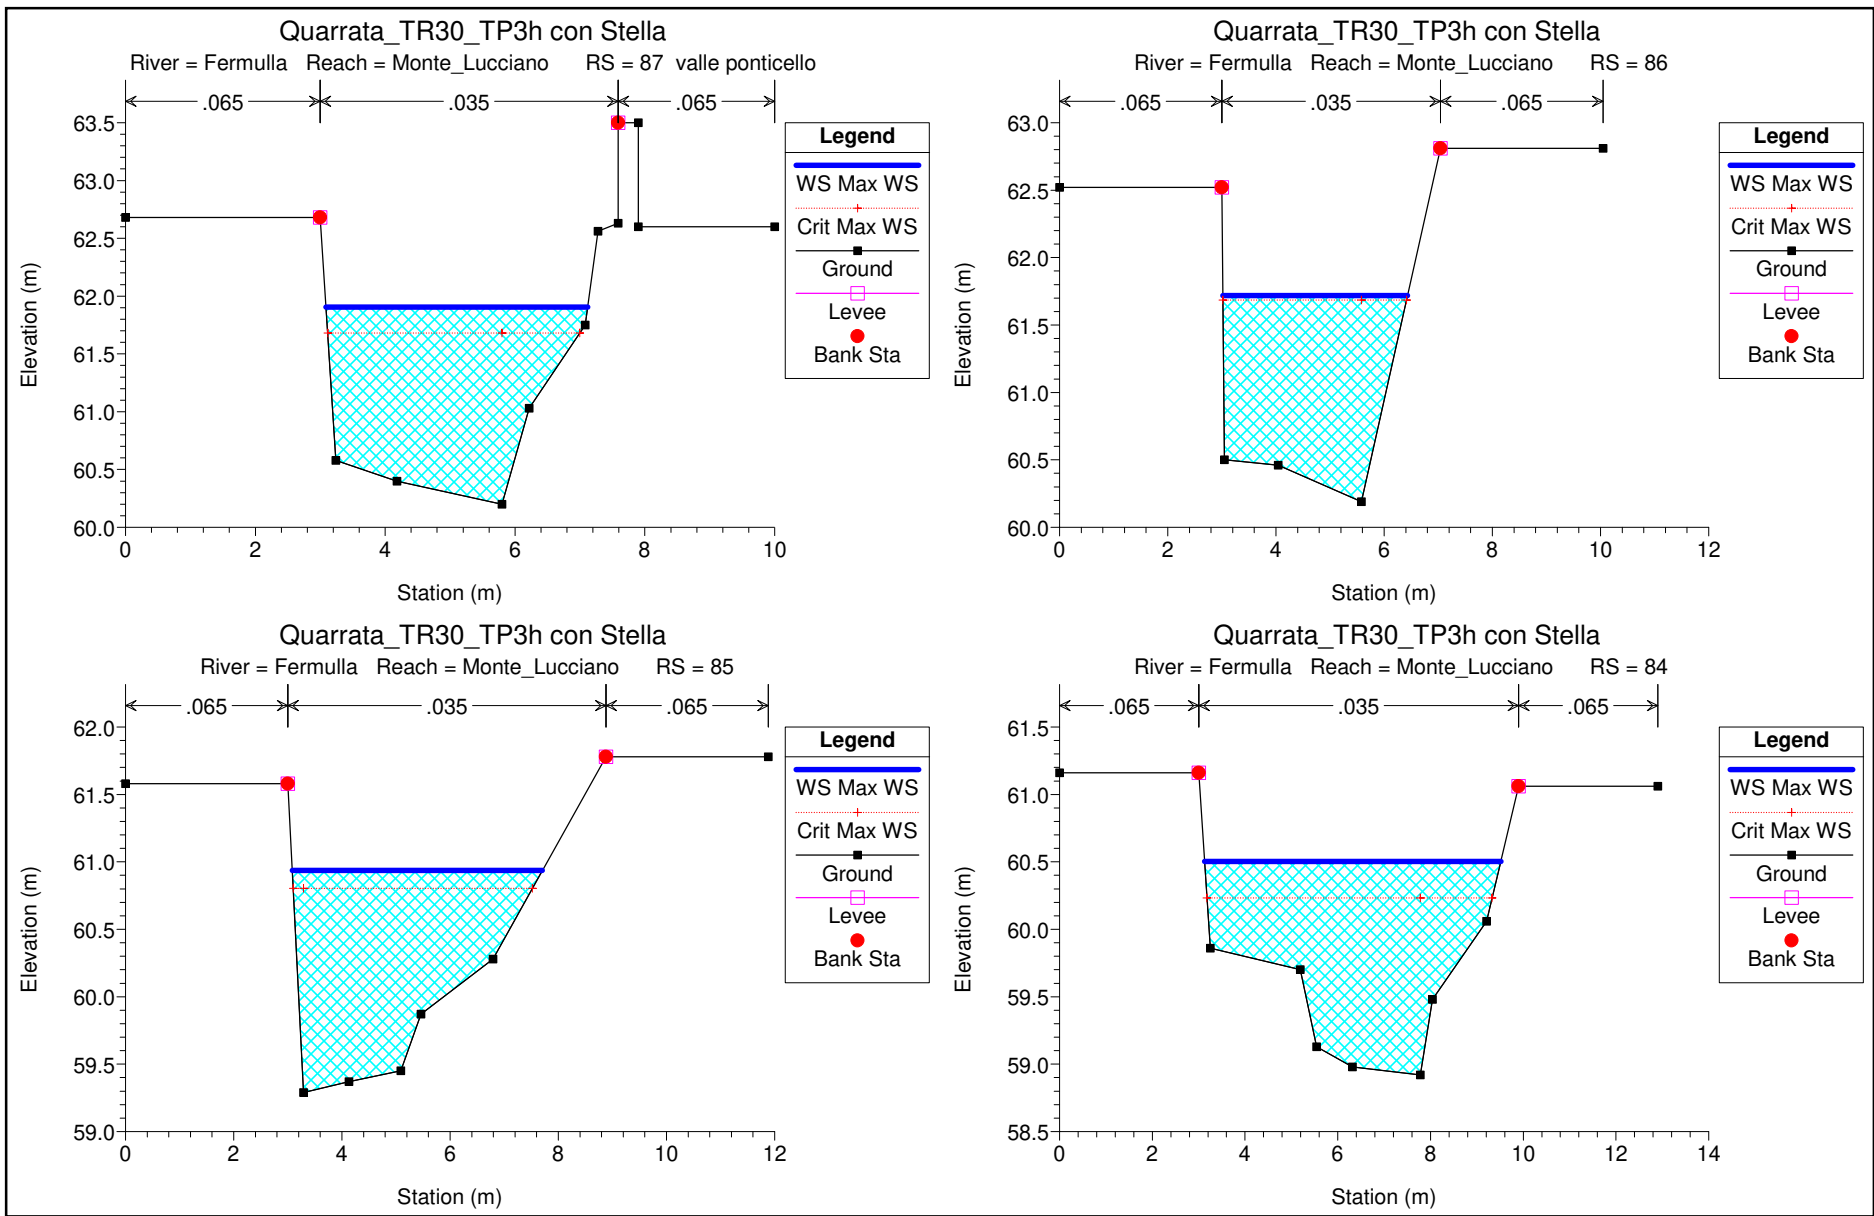 Quarrata_TR30_TP3h con Stella
River = Fermulla Reach = Monte_Lucciano RS = 87 valle ponticello
.065 .035 .065
63.5
63.0
62.5
62.0
61.5
61.0
60.5
60.0
Elevation (m)
0 2 4 6 8 10
Station (m)
Legend
WS Max WS
Crit Max WS
Ground
Levee
Bank Sta
Quarrata_TR30_TP3h con Stella
River = Fermulla Reach = Monte_Lucciano RS = 86
.065 .035 .065
63.0
62.5
62.0
61.5
61.0
60.5
60.0
Elevation (m)
0 2 4 6 8 10 12
Station (m)
Legend
WS Max WS
Crit Max WS
Ground
Levee
Bank Sta
Quarrata_TR30_TP3h con Stella
River = Fermulla Reach = Monte_Lucciano RS = 85
.065 .035 .065
62.0
61.5
61.0
60.5
60.0
59.5
59.0
Elevation (m)
0 2 4 6 8 10 12
Station (m)
Legend
WS Max WS
Crit Max WS
Ground
Levee
Bank Sta
Quarrata_TR30_TP3h con Stella
River = Fermulla Reach = Monte_Lucciano RS = 84
.065 .035 .065
61.5
61.0
60.5
60.0
59.5
59.0
58.5
Elevation (m)
0 2 4 6 8 10 12 14
Station (m)
Legend
WS Max WS
Crit Max WS
Ground
Levee
Bank Sta